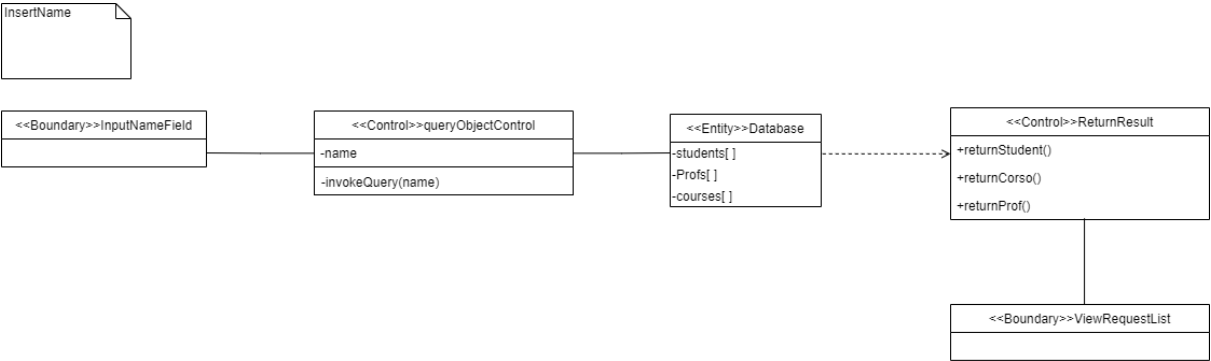 InsertName
<<Boundary>>InputNameField
<<Control>>queryObjectControl
-name
-invokeQuery(name)
<<Entity>>Database
-students[ ]
-Profs[ ]
-courses[ ]
<<Control>>ReturnResult
+returnStudent()
+returnCorso()
+returnProf()
<<Boundary>>ViewRequestList